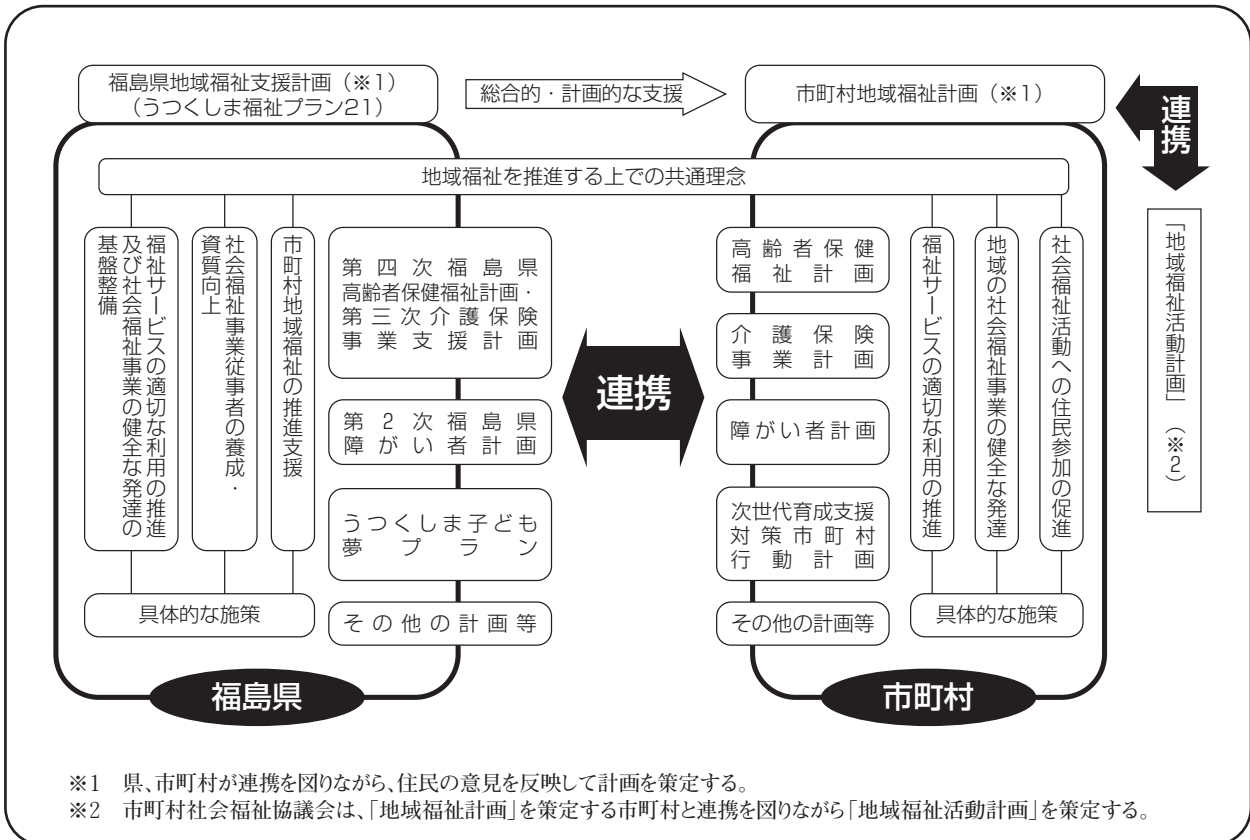 福島県地域福祉支援計画（※1）
（うつくしま福祉プラン21）
総合的・計画的な支援
市町村地域福祉計画（※1）
連携
地域福祉を推進する上での共通理念
福祉サービスの適切な利用の推進
及び社会福祉事業の健全な発達の
基盤整備
社会福祉事業従事者の養成・
資質向上
市町村地域福祉の推進支援
第四次福島県
高齢者保健福祉計画・
第三次介護保険
事業支援計画
第2次福島県
障がい者計画
うつくしま子ども
夢プラン
その他の計画等
具体的な施策
福島県
連携
高齢者保健
福祉計画
介護保険
事業計画
障がい者計画
次世代育成支援
対策市町村
行動計画
その他の計画等
福祉サービスの適切な利用の推進
地域の社会福祉事業の健全な発達
社会福祉活動への住民参加の促進
具体的な施策
市町村
「地域福祉活動計画」（※2）
※1　県、市町村が連携を図りながら、住民の意見を反映して計画を策定する。
※2　市町村社会福祉協議会は、「地域福祉計画」を策定する市町村と連携を図りながら「地域福祉活動計画」を策定する。